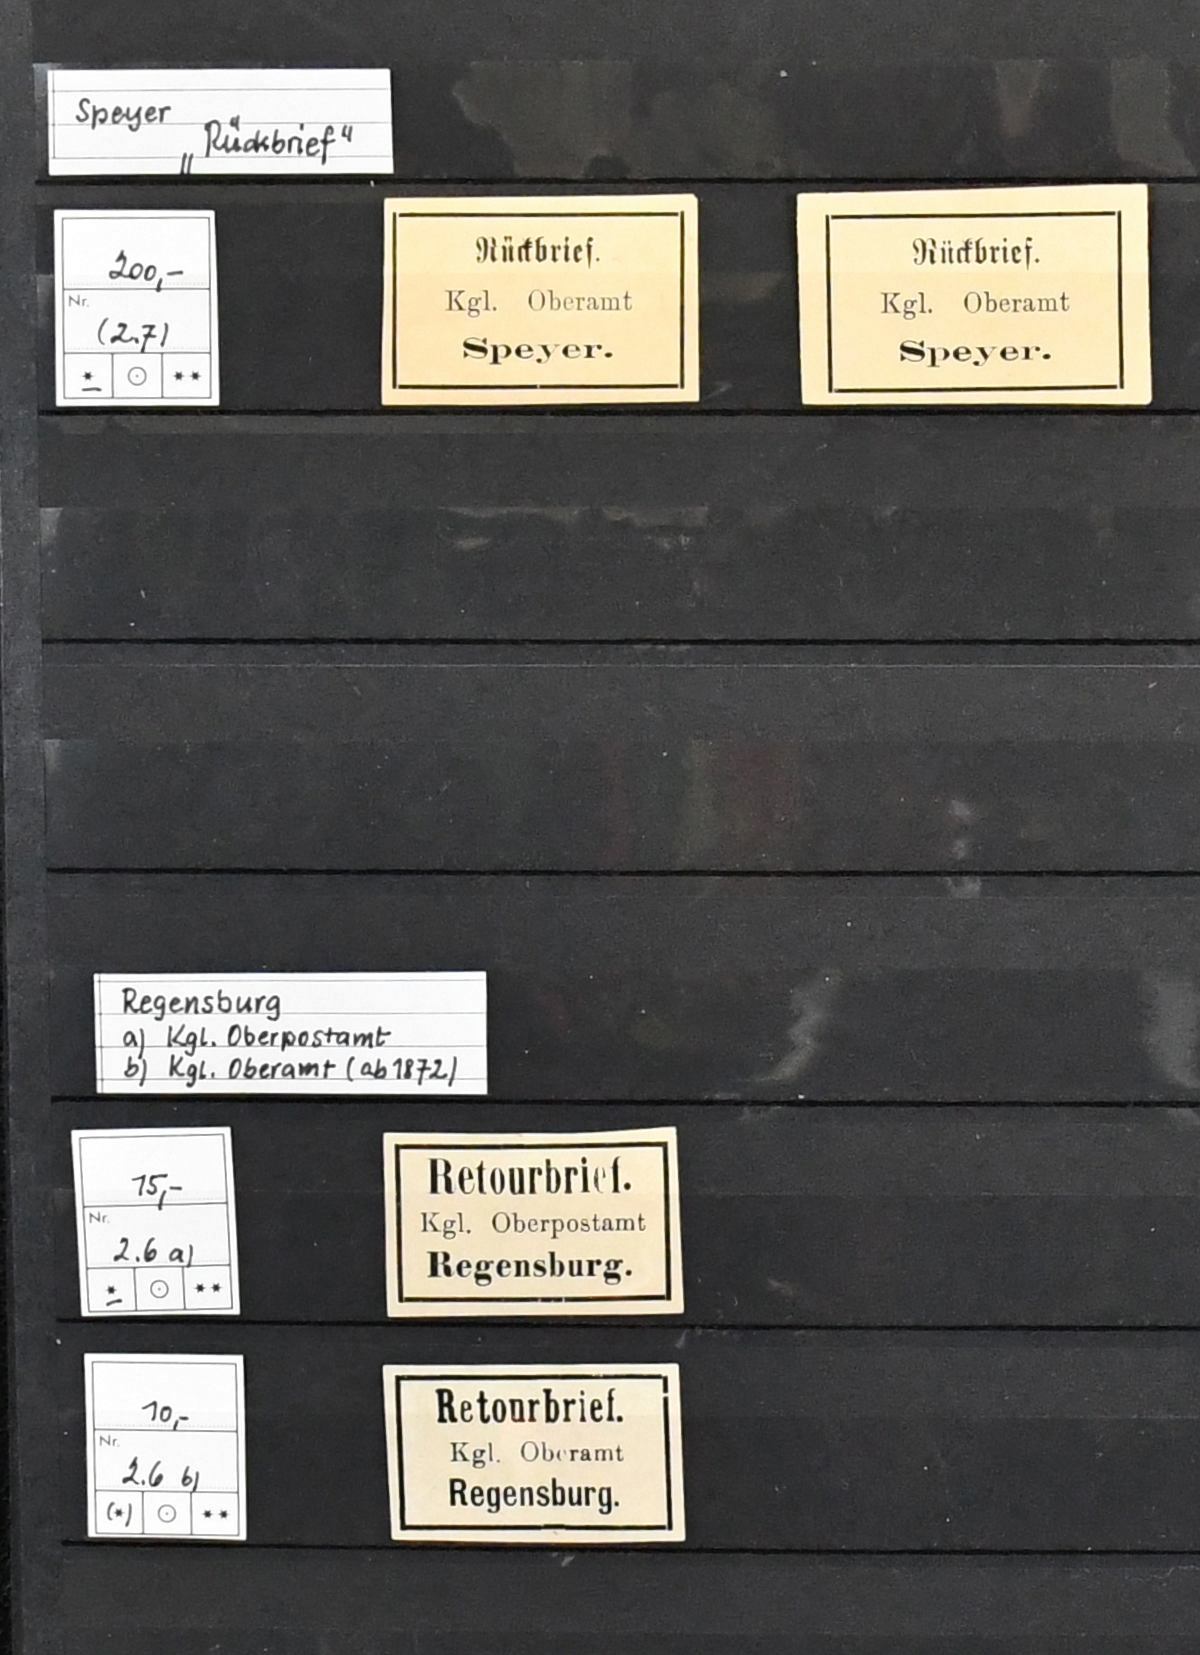 Speyer
„Rückbrief"
200,-
Nr.
(2.7)
* ⊙ **
Rückbrief.
Kgl. Oberamt
Speyer.
Rückbrief.
Kgl. Oberamt
Speyer.
Regensburg
a) Kgl. Oberpostamt
b) Kgl. Oberamt (ab 1872)
15,-
Nr.
2.6 a)
* ⊙ **
Retourbrief.
Kgl. Oberpostamt
Regensburg.
10,-
Nr.
2.6 b)
(*) ⊙ **
Retourbrief.
Kgl. Oberamt
Regensburg.